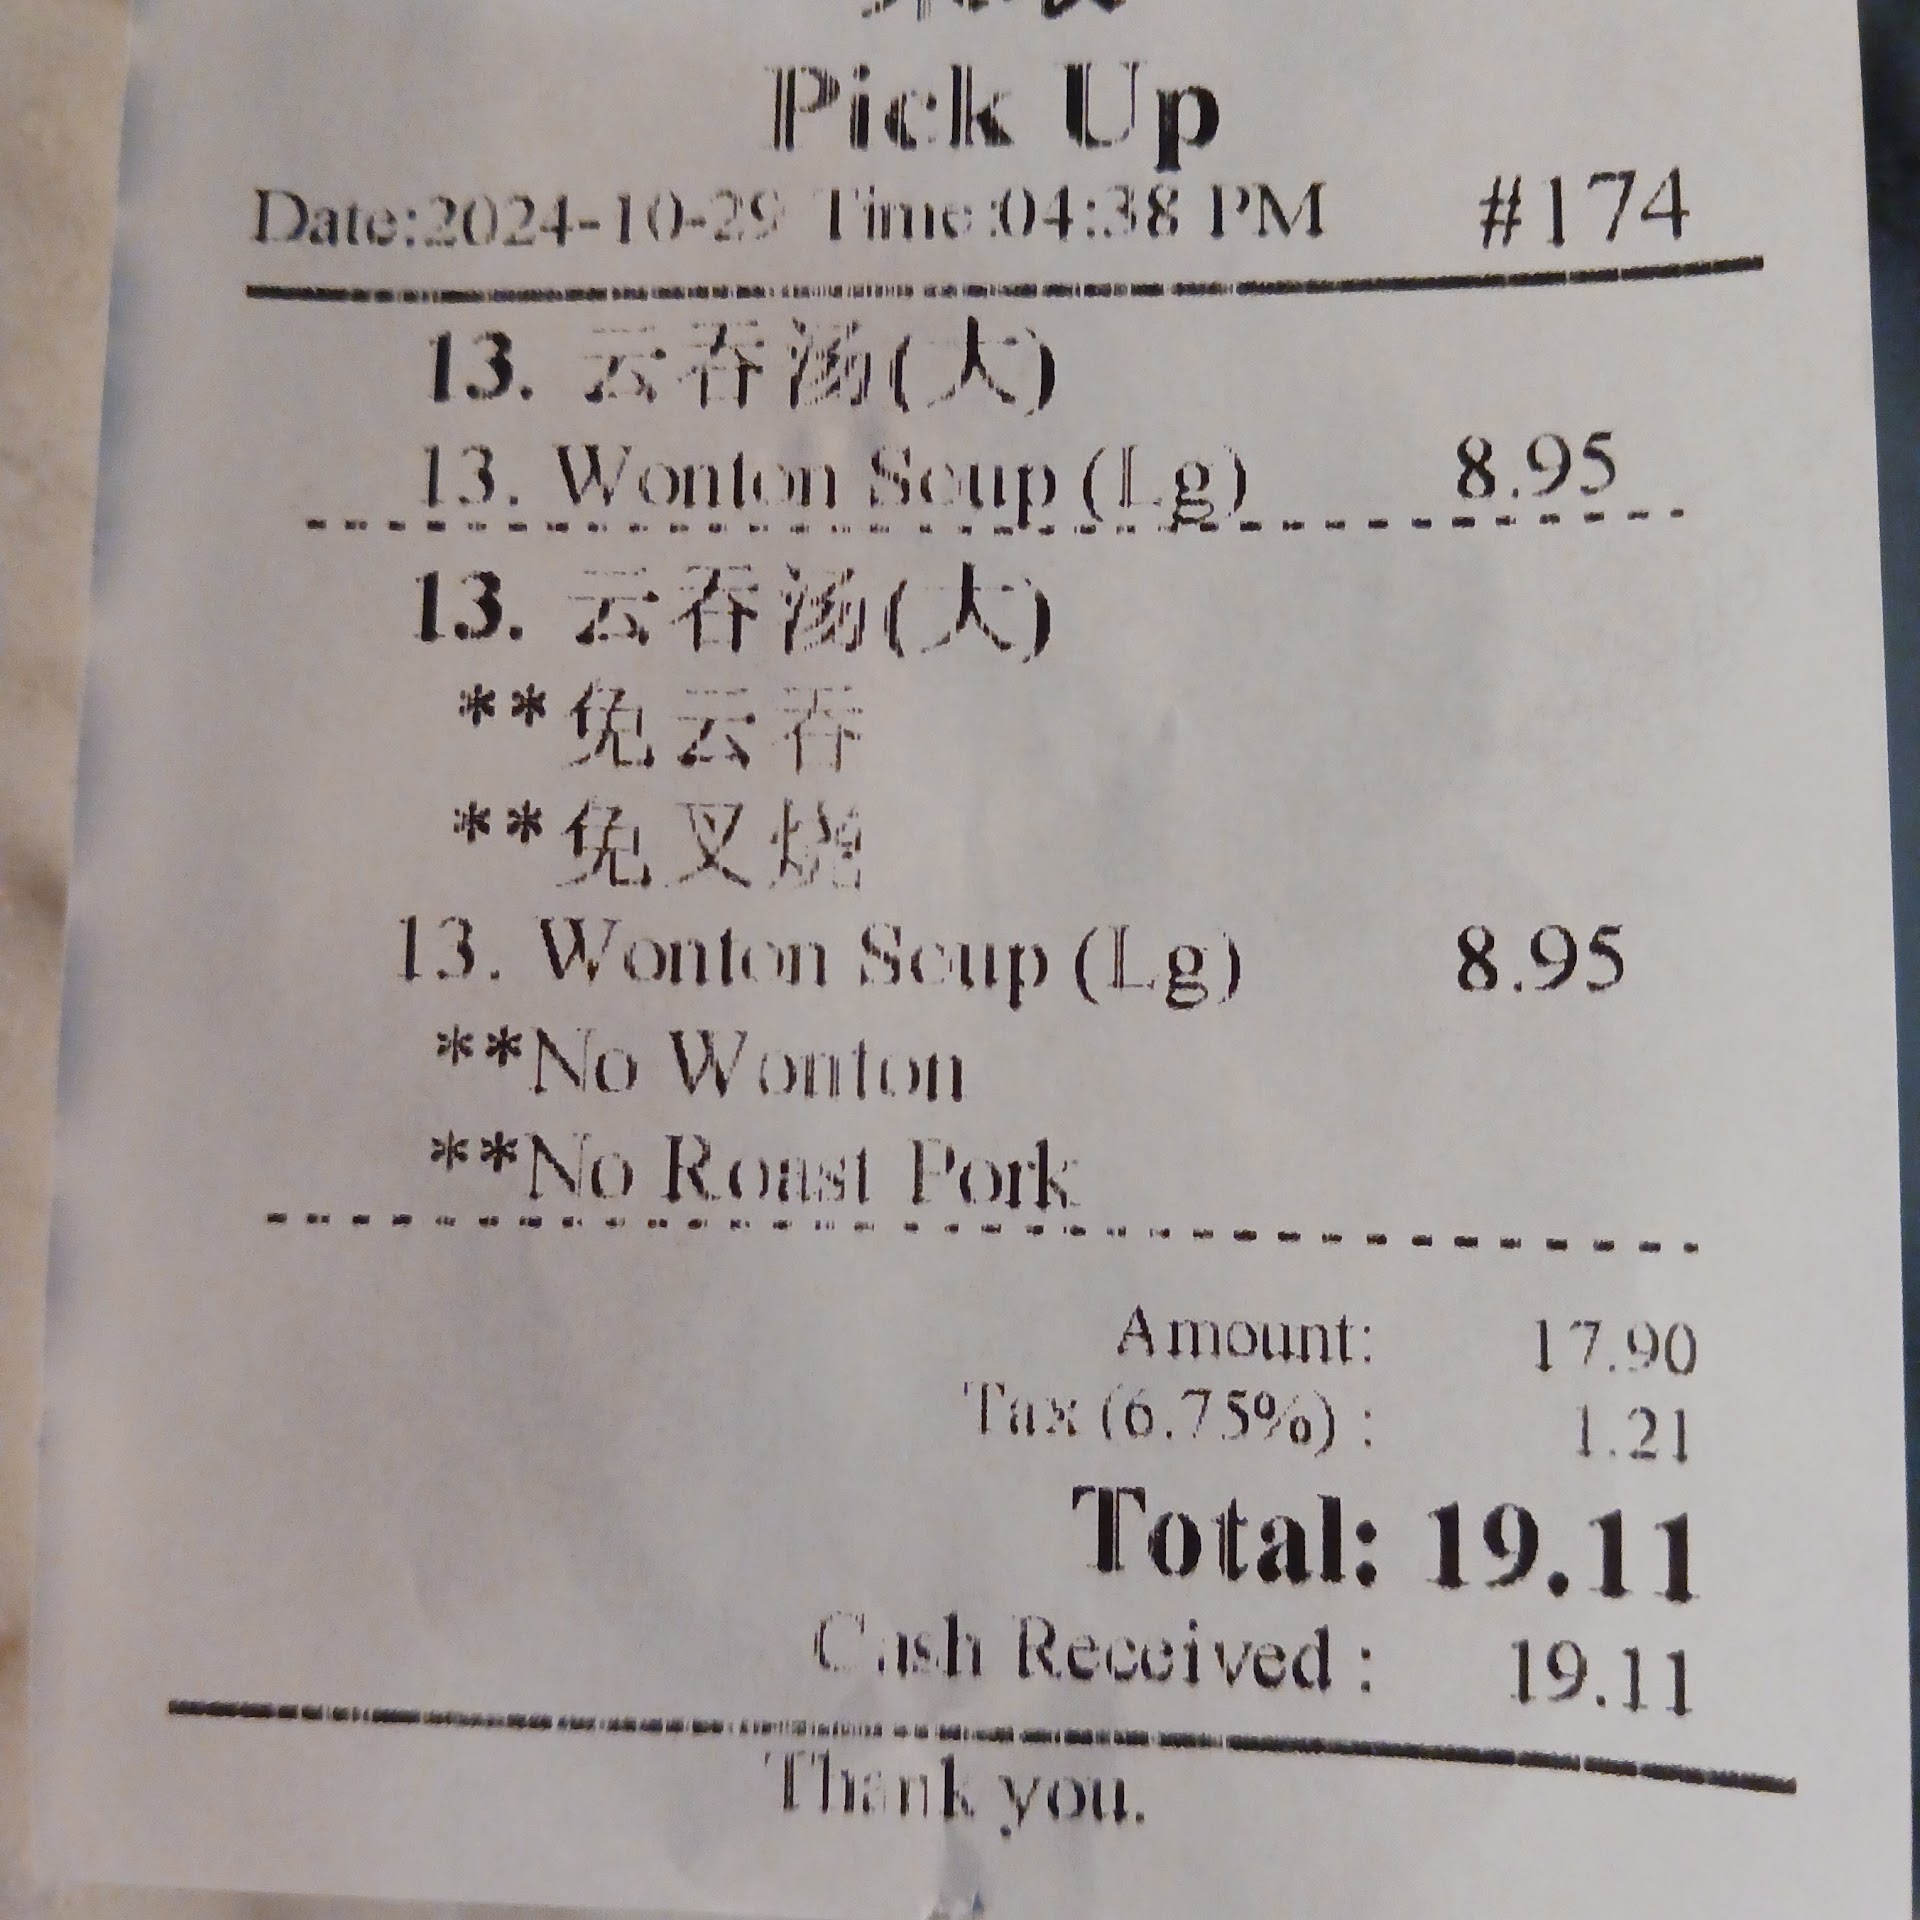 Pick Up
Date:2024-10-29 Time:04:38 PM #174
13. 云吞汤(大)
13. Wonton Soup (Lg) 8.95
13. 云吞汤(大)
**免云吞
**免叉烧
13. Wonton Soup (Lg) 8.95
**No Wonton
**No Roast Pork
Amount: 17.90
Tax (6.75%) : 1.21
Total: 19.11
Cash Received : 19.11
Thank you.